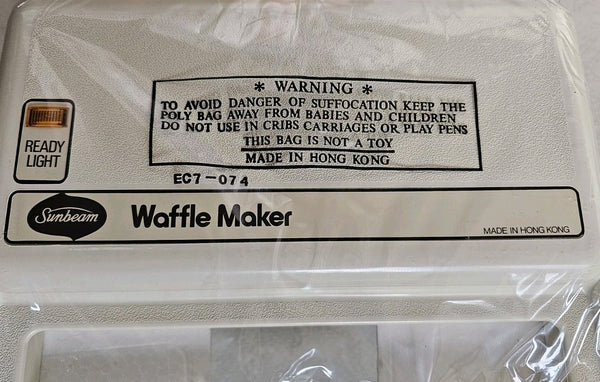 * WARNING *
TO AVOID DANGER OF SUFFOCATION KEEP THE
POLY BAG AWAY FROM BABIES AND CHILDREN
DO NOT USE IN CRIBS CARRIAGES OR PLAY PENS
THIS BAG IS NOT A TOY
MADE IN HONG KONG
READY
LIGHT
EC7-074
Sunbeam
Waffle Maker
MADE IN HONG KONG